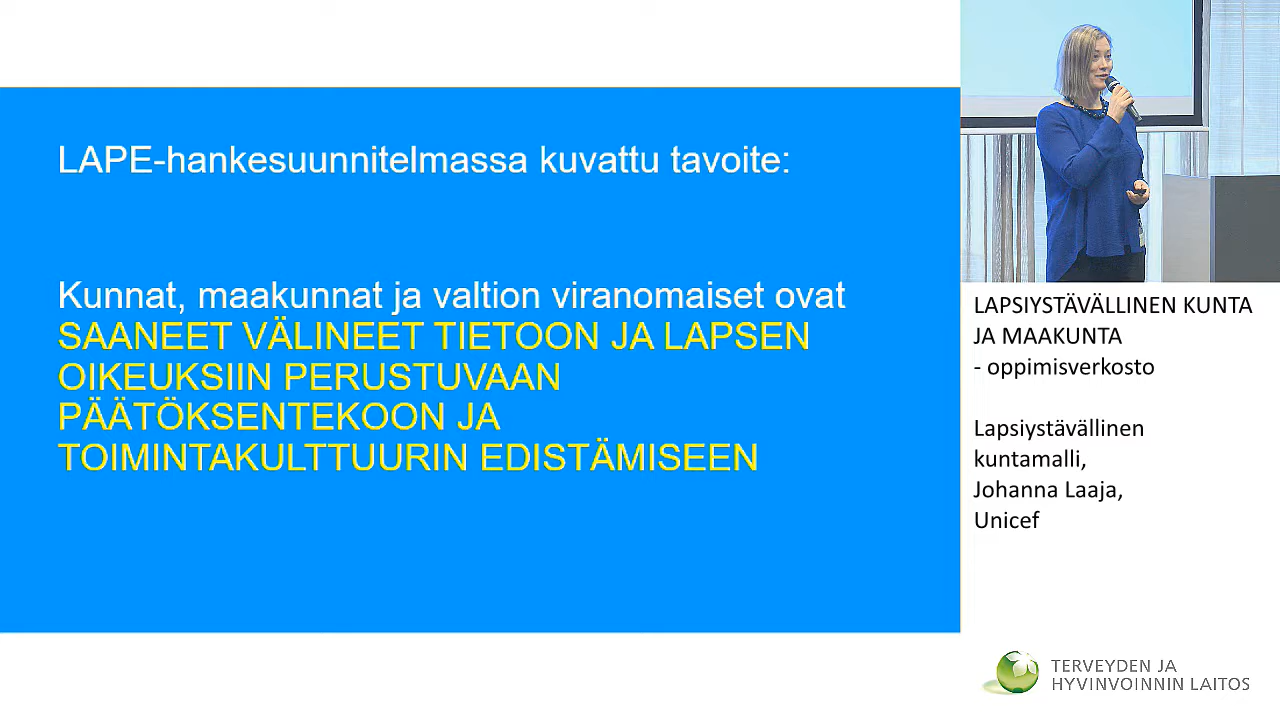 LAPE-hankesuunnitelmassa kuvattu tavoite:
Kunnat, maakunnat ja valtion viranomaiset ovat
SAANEET VÄLINEET TIETOON JA LAPSEN
OIKEUKSIIN PERUSTUVAAN
PÄÄTÖKSENTEKOON JA
TOIMINTAKULTTUURIN EDISTÄMISEEN
LAPSIYSTÄVÄLLINEN KUNTA
JA MAAKUNTA
- oppimisverkosto
Lapsiystävällinen
kuntamalli,
Johanna Laaja,
Unicef
TERVEYDEN JA
HYVINVOINNIN LAITOS